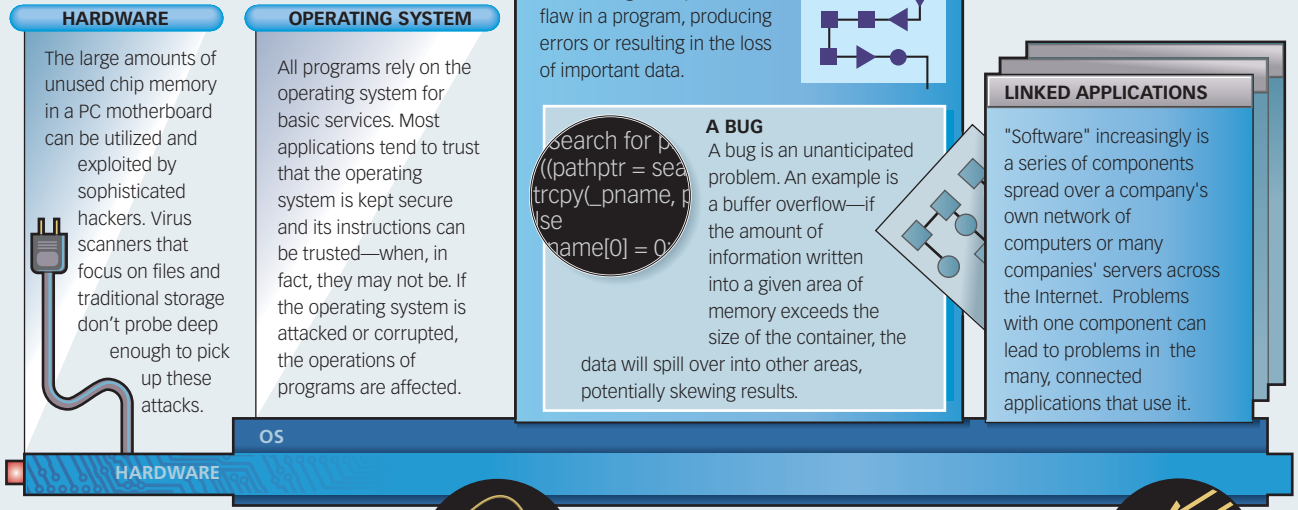 HARDWARE
The large amounts of
unused chip memory
in a PC motherboard
can be utilized and
exploited by
sophisticated
hackers. Virus
scanners that
focus on files and
traditional storage
don't probe deep
enough to pick
up these
attacks.
OPERATING SYSTEM
All programs rely on the
operating system for
basic services. Most
applications tend to trust
that the operating
system is kept secure
and its instructions can
be trusted—when, in
fact, they may not be. If
the operating system is
attacked or corrupted,
the operations of
programs are affected.
flaw in a program, producing
errors or resulting in the loss
of important data.
search for p
((pathptr = sea
trcpy(_pname, p
lse
name[0] = 0;
A BUG
A bug is an unanticipated
problem. An example is
a buffer overflow—if
the amount of
information written
into a given area of
memory exceeds the
size of the container, the
data will spill over into other areas,
potentially skewing results.
LINKED APPLICATIONS
"Software" increasingly is
a series of components
spread over a company's
own network of
computers or many
companies' servers across
the Internet. Problems
with one component can
lead to problems in the
many, connected
applications that use it.
OS
HARDWARE